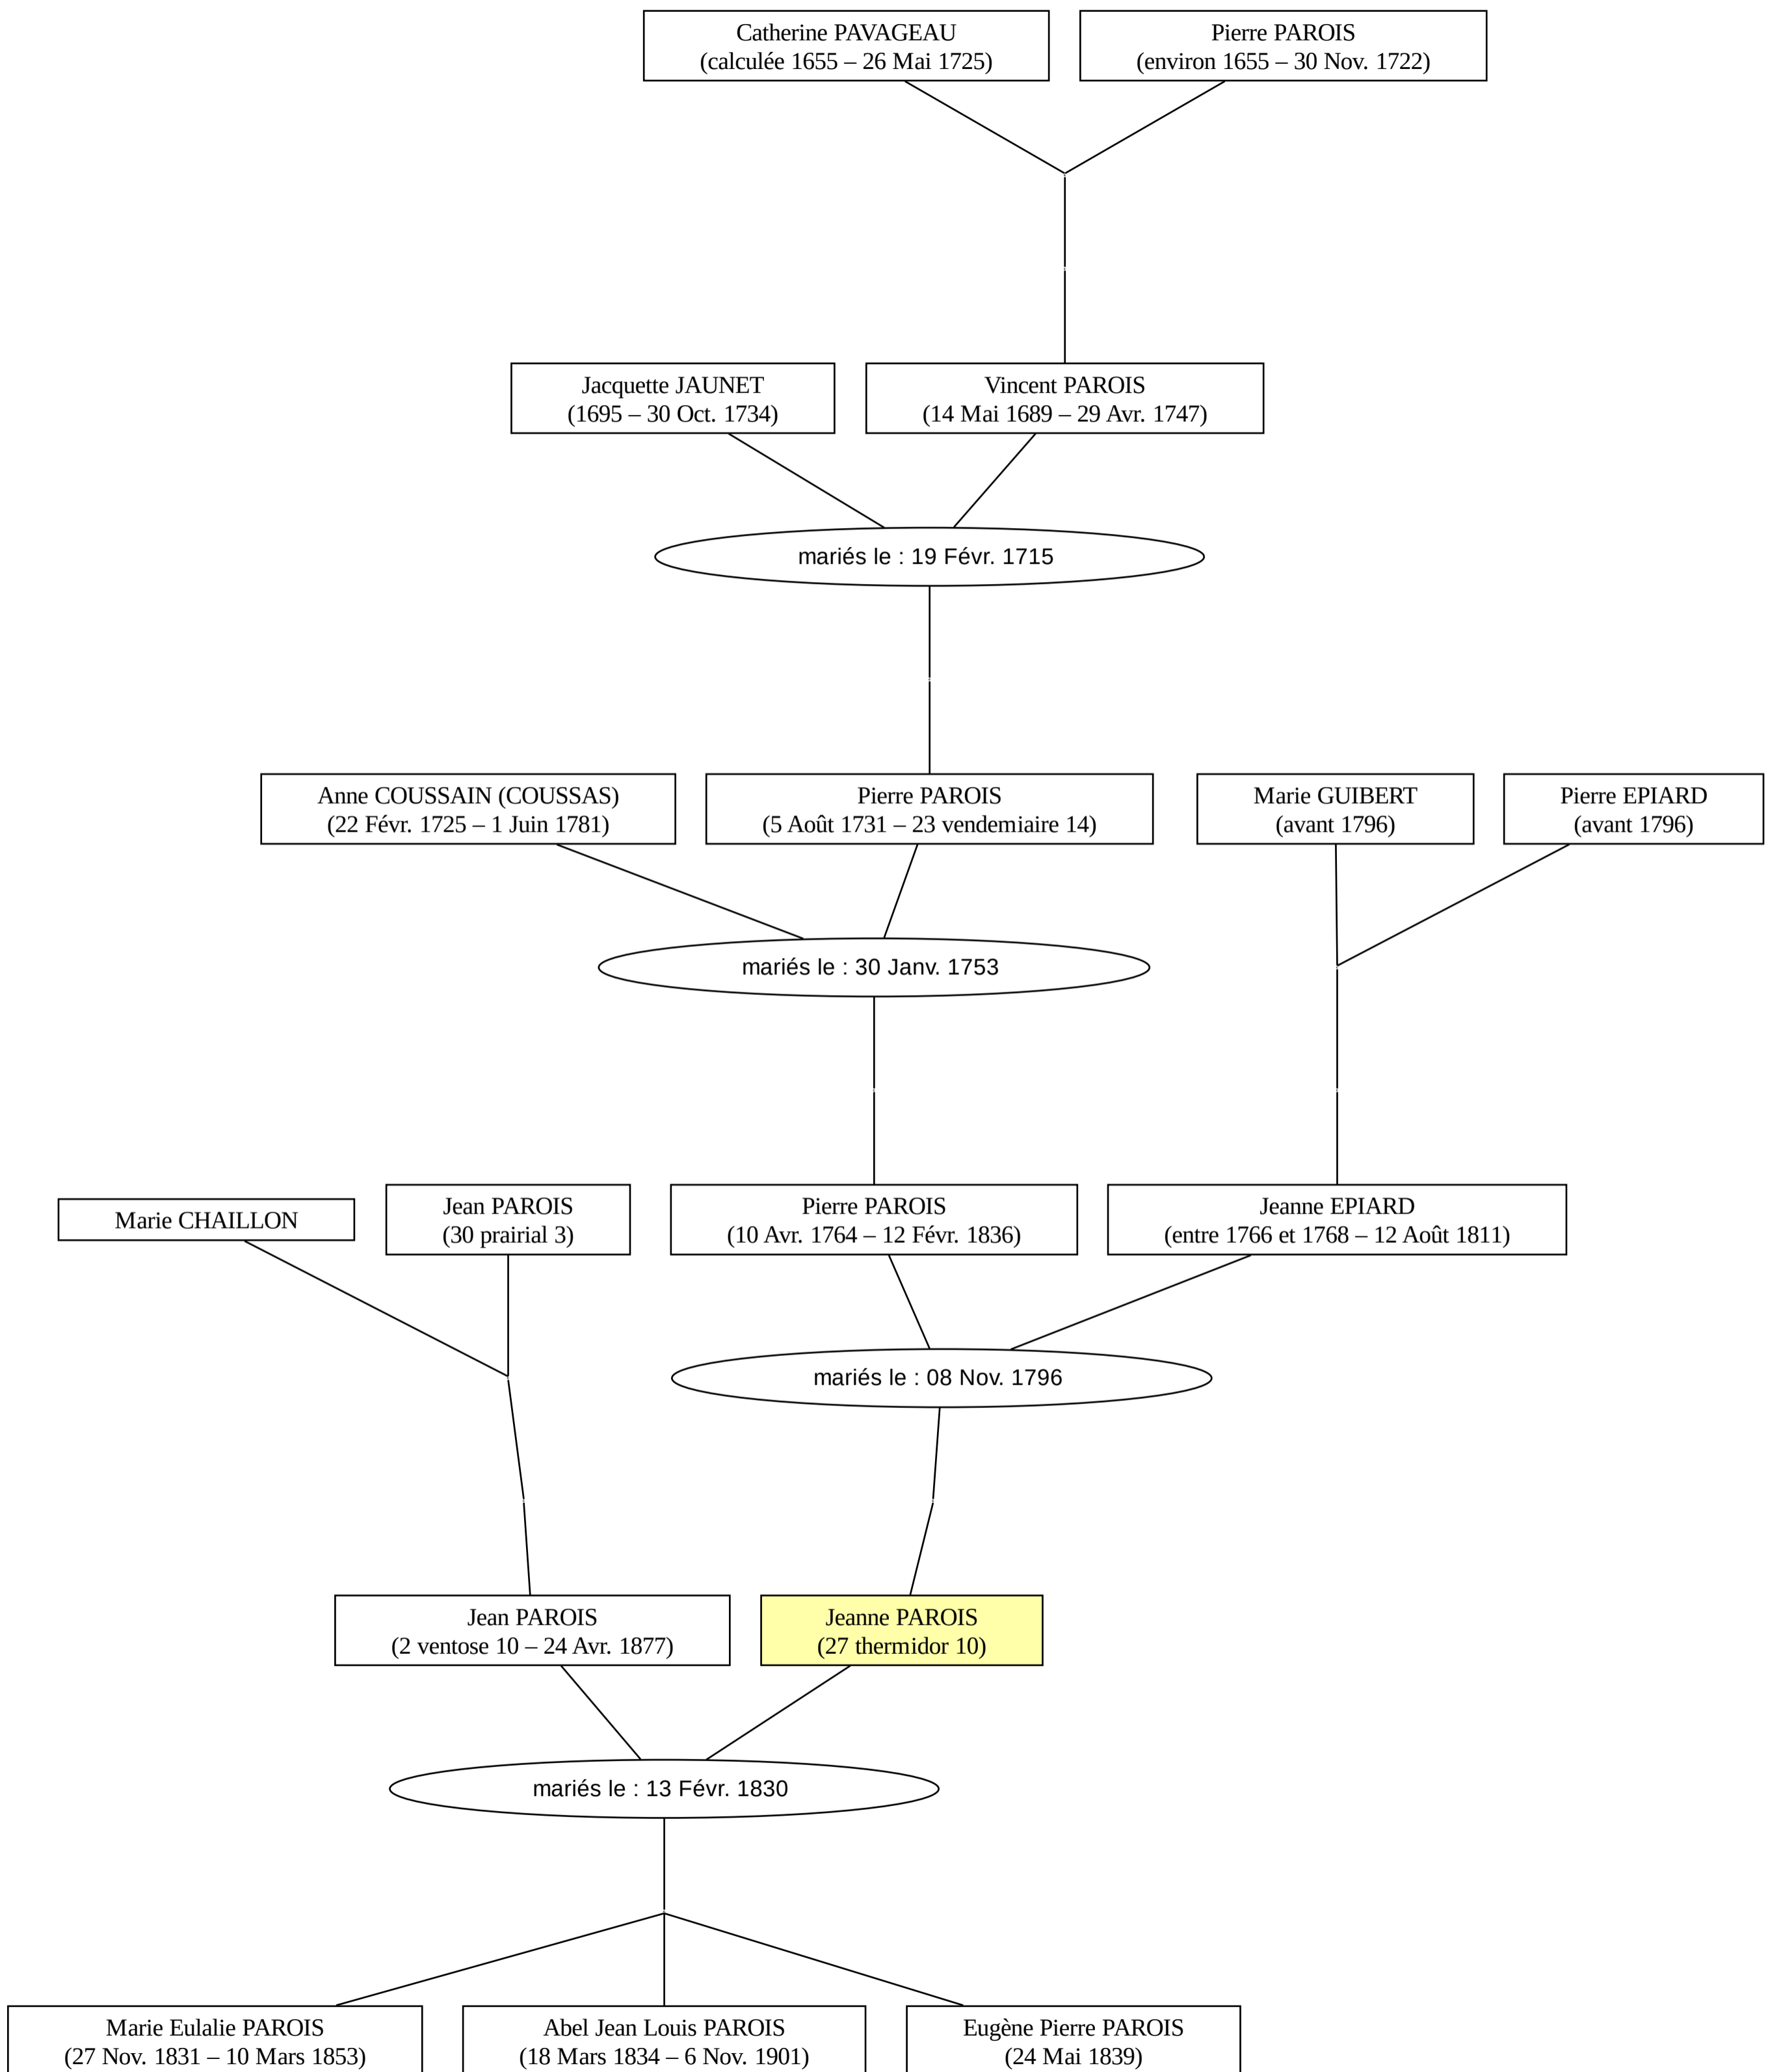 Catherine PAVAGEAU
(calculée 1655 – 26 Mai 1725)
Pierre PAROIS
(environ 1655 – 30 Nov. 1722)
Jacquette JAUNET
(1695 – 30 Oct. 1734)
Vincent PAROIS
(14 Mai 1689 – 29 Avr. 1747)
mariés le : 19 Févr. 1715
Anne COUSSAIN (COUSSAS)
(22 Févr. 1725 – 1 Juin 1781)
Pierre PAROIS
(5 Août 1731 – 23 vendemiaire 14)
Marie GUIBERT
(avant 1796)
Pierre EPIARD
(avant 1796)
mariés le : 30 Janv. 1753
Marie CHAILLON
Jean PAROIS
(30 prairial 3)
Pierre PAROIS
(10 Avr. 1764 – 12 Févr. 1836)
Jeanne EPIARD
(entre 1766 et 1768 – 12 Août 1811)
mariés le : 08 Nov. 1796
Jean PAROIS
(2 ventose 10 – 24 Avr. 1877)
Jeanne PAROIS
(27 thermidor 10)
mariés le : 13 Févr. 1830
Marie Eulalie PAROIS
(27 Nov. 1831 – 10 Mars 1853)
Abel Jean Louis PAROIS
(18 Mars 1834 – 6 Nov. 1901)
Eugène Pierre PAROIS
(24 Mai 1839)